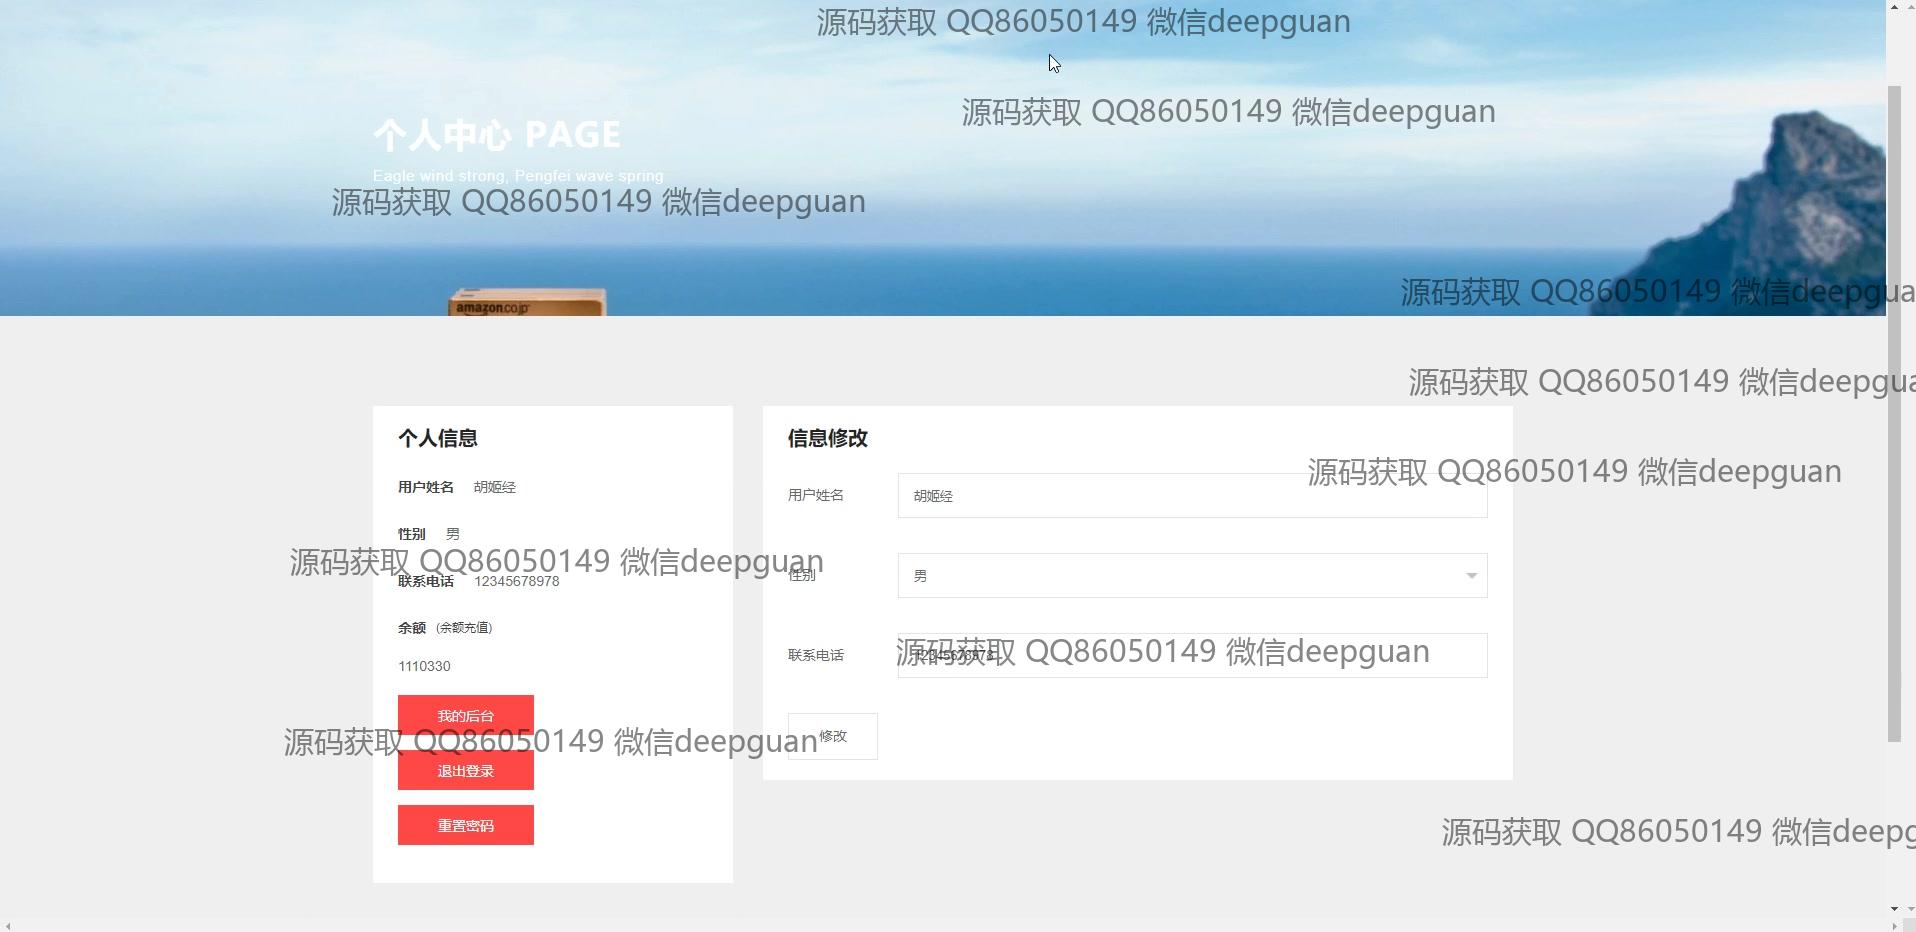 源码获取 QQ86050149 微信deepguan
源码获取 QQ86050149 微信deepguan
个人中心 PAGE
Eagle wind strong, Pengfei wave spring
源码获取 QQ86050149 微信deepguan
源码获取 QQ86050149 微信deepgua
amazon.co.jp
源码获取 QQ86050149 微信deepgua
个人信息
用户姓名 胡姬经
性别 男
源码获取 QQ86050149 微信deepguan
联系电话 12345678978
余额 (余额充值)
1110330
我的后台
源码获取 QQ86050149 微信deepguan
退出登录
重置密码
信息修改
源码获取 QQ86050149 微信deepguan
用户姓名 胡姬经
性别 男
联系电话 12345678978
源码获取 QQ86050149 微信deepguan
修改
源码获取 QQ86050149 微信deepg